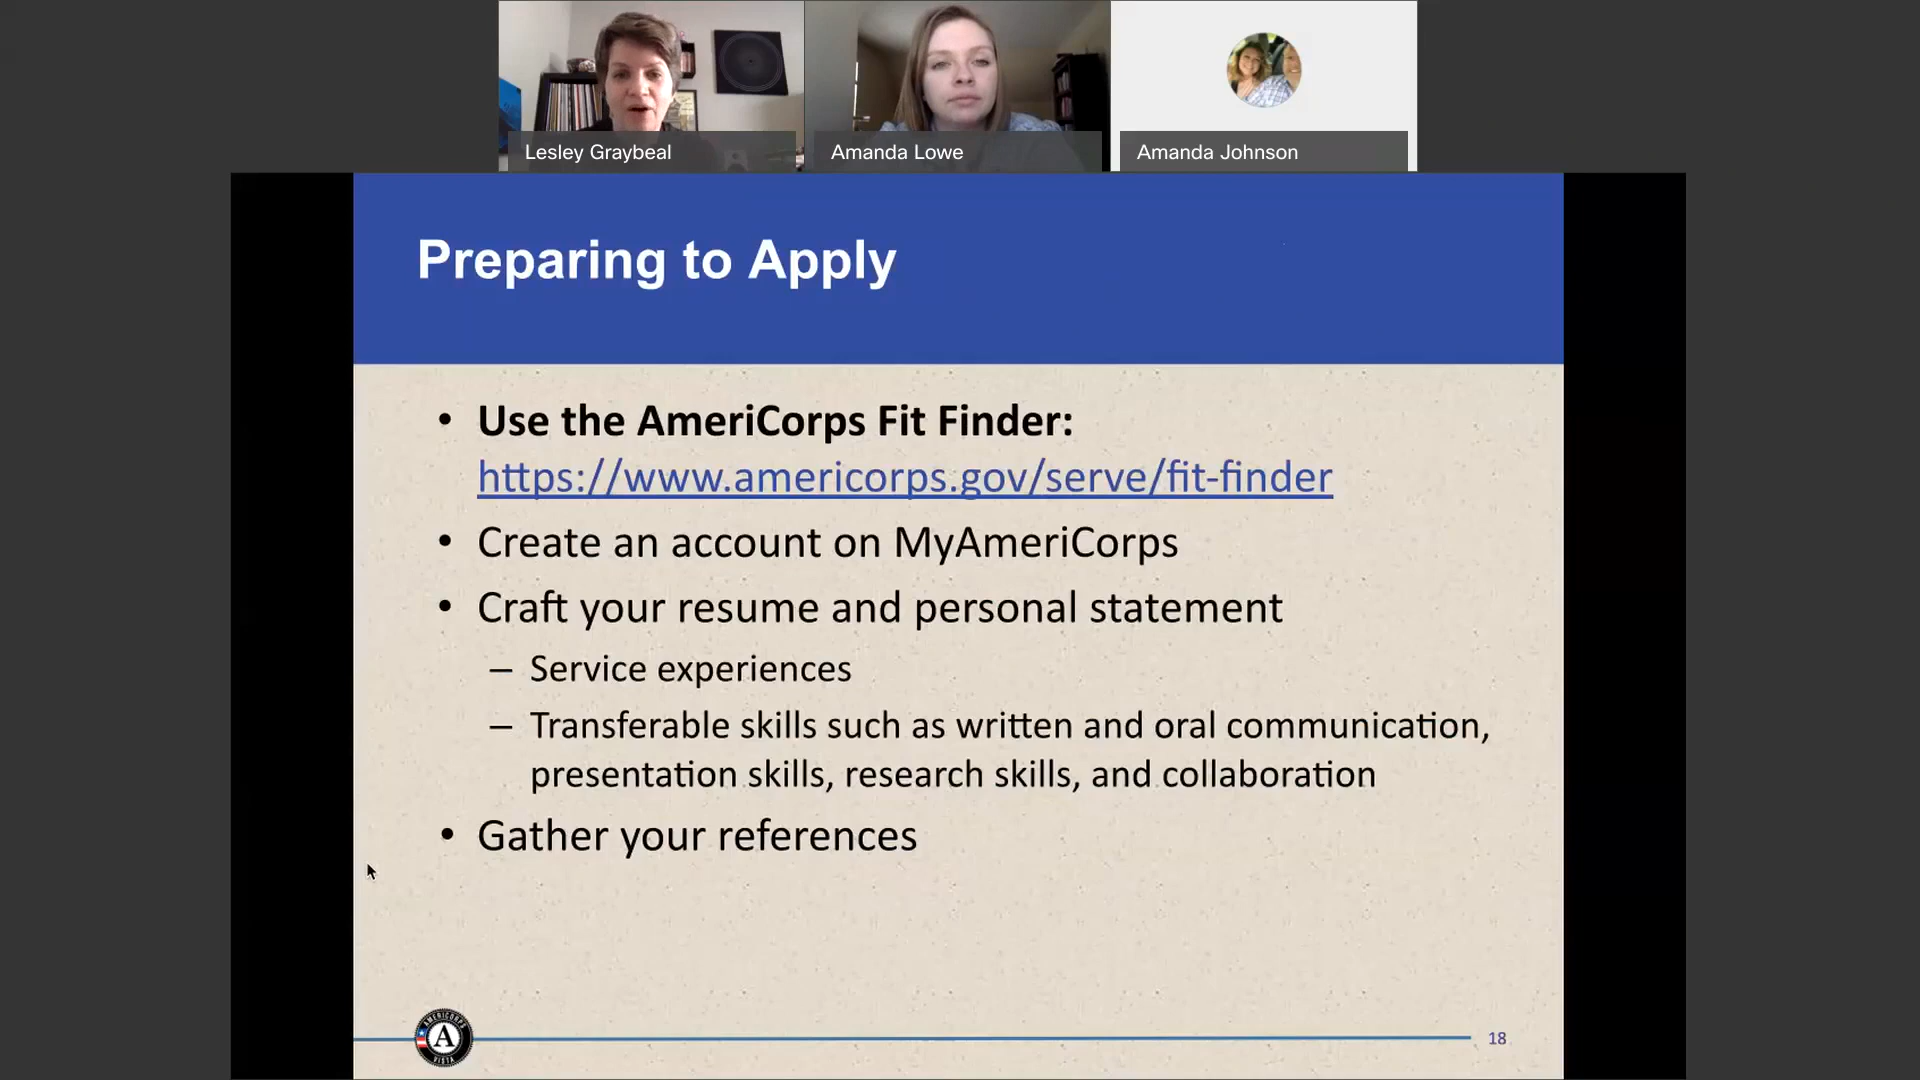 Lesley Graybeal
Amanda Lowe
Amanda Johnson
Preparing to Apply
• Use the AmeriCorps Fit Finder:
https://www.americorps.gov/serve/fit-finder
• Create an account on MyAmeriCorps
• Craft your resume and personal statement
– Service experiences
– Transferable skills such as written and oral communication,
presentation skills, research skills, and collaboration
• Gather your references
AMERICORPS
A
VISTA
18